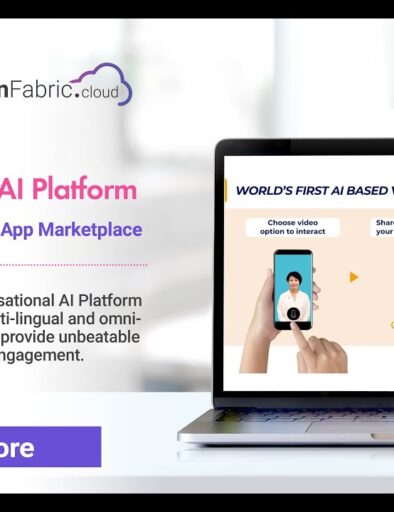 nFabric.cloud
AI Platform
App Marketplace
sational AI Platform
ti-lingual and omni-
provide unbeatable
ngagement.
ore
WORLD'S FIRST AI BASED V
Choose video
option to interact
Shar
your